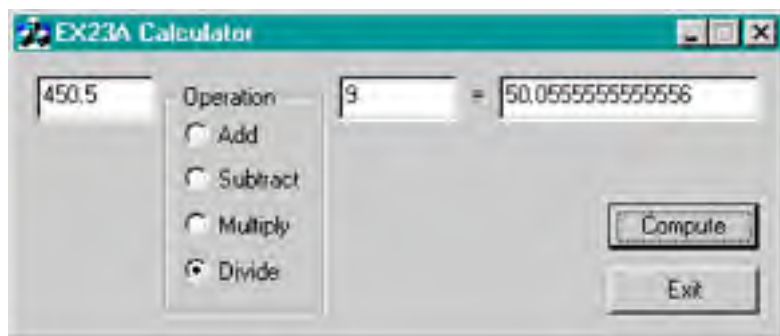 EX23A Calculator
450.5
Operation
Add
Subtract
Multiply
Divide
9
=
50.0555555555556
Compute
Exit